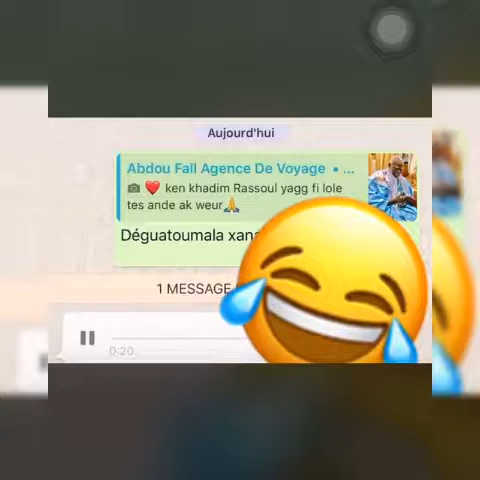 Aujourd'hui
Abdou Fall Agence De Voyage • ...
📷 ❤️ ken khadim Rassoul yagg fi lole
tes ande ak weur🙏
Déguatoumala
1 MESSAGE
0:20